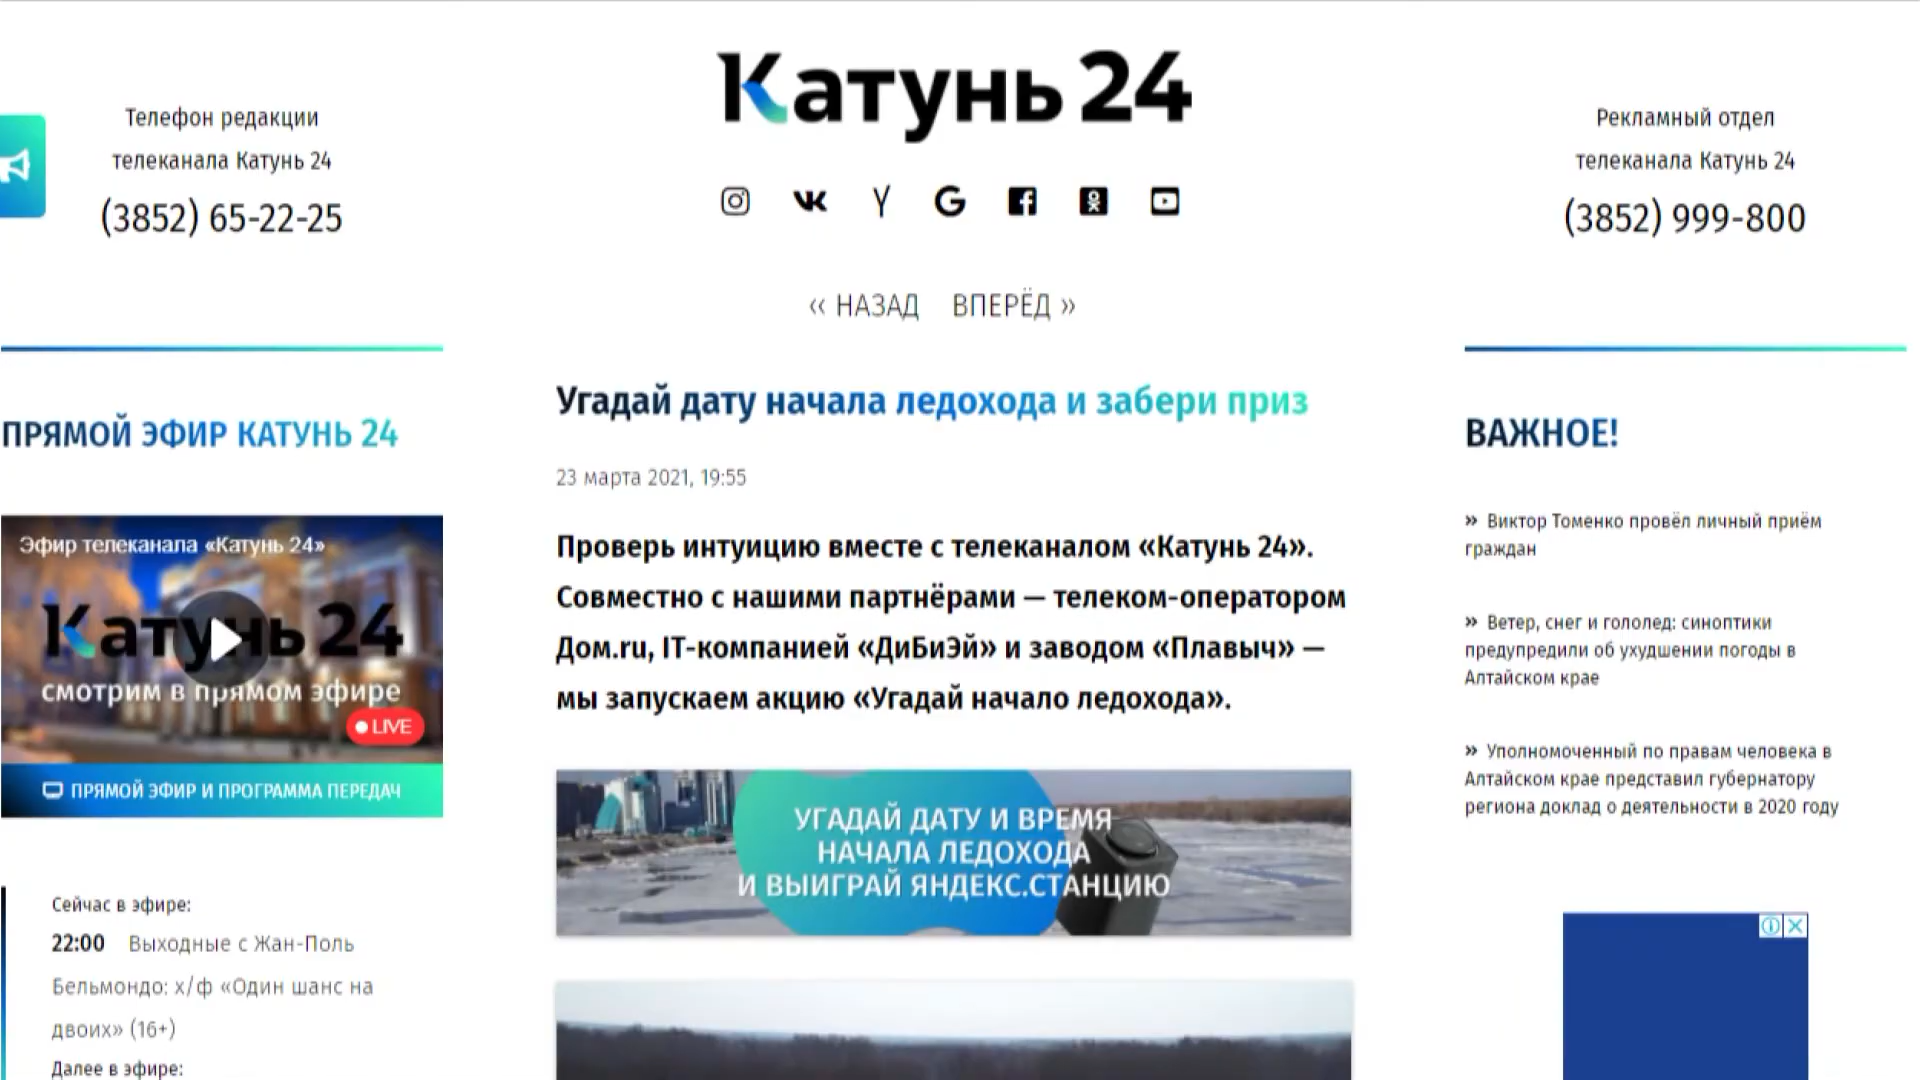 Катунь 24
Телефон редакции
телеканала Катунь 24
(3852) 65-22-25
Рекламный отдел
телеканала Катунь 24
(3852) 999-800
‹‹ НАЗАД ВПЕРЁД ››
ПРЯМОЙ ЭФИР КАТУНЬ 24
Эфир телеканала «Катунь 24»
Катунь 24
смотрим в прямом эфире
LIVE
ПРЯМОЙ ЭФИР И ПРОГРАММА ПЕРЕДАЧ
Сейчас в эфире:
22:00 Выходные с Жан-Поль
Бельмондо: х/ф «Один шанс на
двоих» (16+)
Далее в эфире:
Угадай дату начала ледохода и забери приз
23 марта 2021, 19:55
Проверь интуицию вместе с телеканалом «Катунь 24».
Совместно с нашими партнёрами — телеком-оператором
Дом.ru, IT-компанией «ДиБиЭй» и заводом «Плавыч» —
мы запускаем акцию «Угадай начало ледохода».
УГАДАЙ ДАТУ И ВРЕМЯ
НАЧАЛА ЛЕДОХОДА
И ВЫИГРАЙ ЯНДЕКС.СТАНЦИЮ
ВАЖНОЕ!
» Виктор Томенко провёл личный приём
граждан
» Ветер, снег и гололед: синоптики
предупредили об ухудшении погоды в
Алтайском крае
» Уполномоченный по правам человека в
Алтайском крае представил губернатору
региона доклад о деятельности в 2020 году